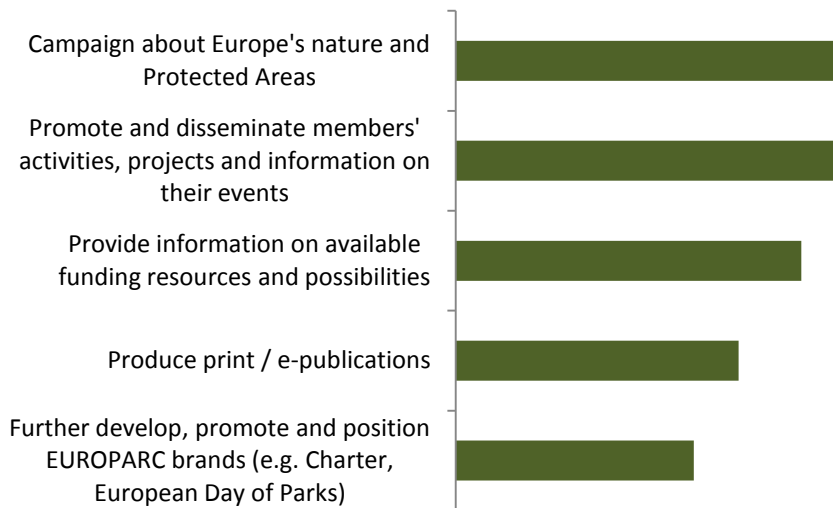 Campaign about Europe's nature and
Protected Areas
Promote and disseminate members'
activities, projects and information on
their events
Provide information on available
funding resources and possibilities
Produce print / e-publications
Further develop, promote and position
EUROPARC brands (e.g. Charter,
European Day of Parks)